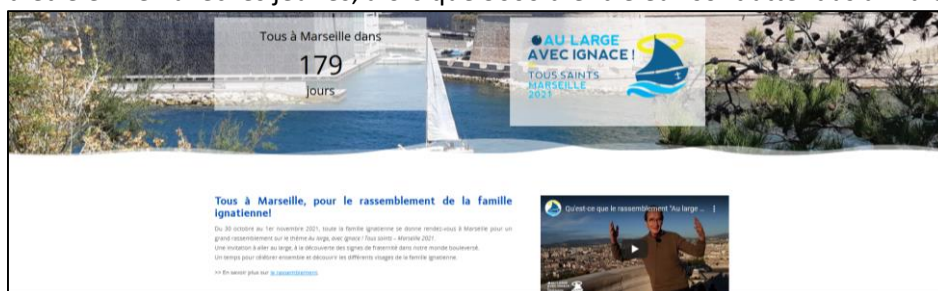 Tous à Marseille dans
179
jours
AU LARGE
AVEC IGNACE !
TOUS SAINTS
MARSEILLE
2021
Tous à Marseille, pour le rassemblement de la famille
ignatienne!
Du 30 octobre au 1er novembre 2021, toute la famille ignatienne se donne rendez-vous à Marseille pour un
grand rassemblement sur le thème Au large, avec Ignace ! Tous saints – Marseille 2021.
Une invitation à aller au large, à la découverte des signes de fraternité dans notre monde bouleversé.
Un temps pour célébrer ensemble et découvrir les différents visages de la famille ignatienne.
>> En savoir plus sur le rassemblement
Qu'est-ce que le rassemblement "Au large ...